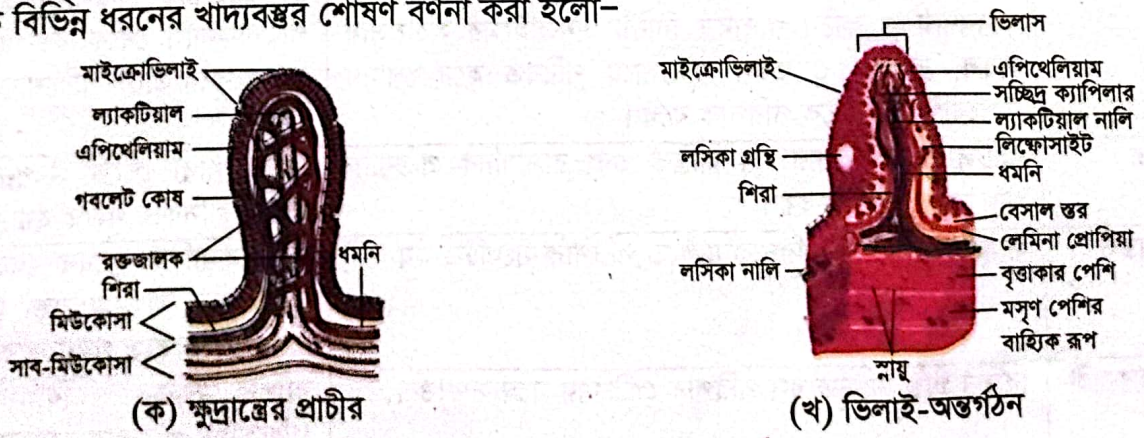 বিভিন্ন ধরনের খাদ্যবস্তুর শোষণ বর্ণনা করা হলো–
মাইক্রোভিলাই
ল্যাকটিয়াল
এপিথেলিয়াম
গবলেট কোষ
রক্তজালক
ধমনি
শিরা
মিউকোসা
সাব-মিউকোসা
(ক) ক্ষুদ্রান্ত্রের প্রাচীর
ভিলাস
মাইক্রোভিলাই
এপিথেলিয়াম
সচ্ছিদ্র ক্যাপিলার
ল্যাকটিয়াল নালি
লিম্ফোসাইট
লসিকা গ্রন্থি
ধমনি
শিরা
বেসাল স্তর
লেমিনা প্রোপিয়া
লসিকা নালি
বৃত্তাকার পেশি
মসৃণ পেশির
বাহ্যিক রূপ
স্নায়ু
(খ) ভিলাই-অন্তর্গঠন